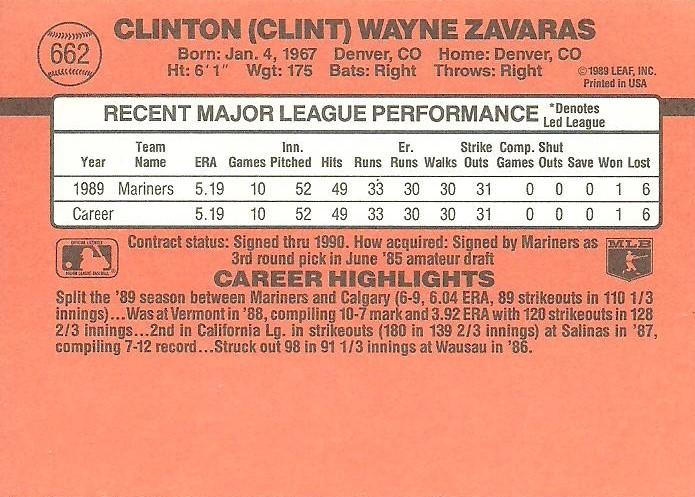 662
CLINTON (CLINT) WAYNE ZAVARAS
Born: Jan. 4, 1967 Denver, CO Home: Denver, CO
Ht: 6' 1" Wgt: 175 Bats: Right Throws: Right
©1989 LEAF, INC.
Printed in USA
RECENT MAJOR LEAGUE PERFORMANCE *Denotes Led League
Year Team Name ERA Games Inn. Pitched Hits Runs Er. Runs Walks Strike Outs Comp. Games Shut Outs Save Won Lost
1989 Mariners 5.19 10 52 49 33 30 30 31 0 0 0 1 6
Career 5.19 10 52 49 33 30 30 31 0 0 0 1 6
Contract status: Signed thru 1990. How acquired: Signed by Mariners as
3rd round pick in June '85 amateur draft
OFFICIAL LICENSEE
MAJOR LEAGUE BASEBALL
MLB
CAREER HIGHLIGHTS
Split the '89 season between Mariners and Calgary (6-9, 6.04 ERA, 89 strikeouts in 110 1/3
innings)...Was at Vermont in '88, compiling 10-7 mark and 3.92 ERA with 120 strikeouts in 128
2/3 innings...2nd in California Lg. in strikeouts (180 in 139 2/3 innings) at Salinas in '87,
compiling 7-12 record...Struck out 98 in 91 1/3 innings at Wausau in '86.